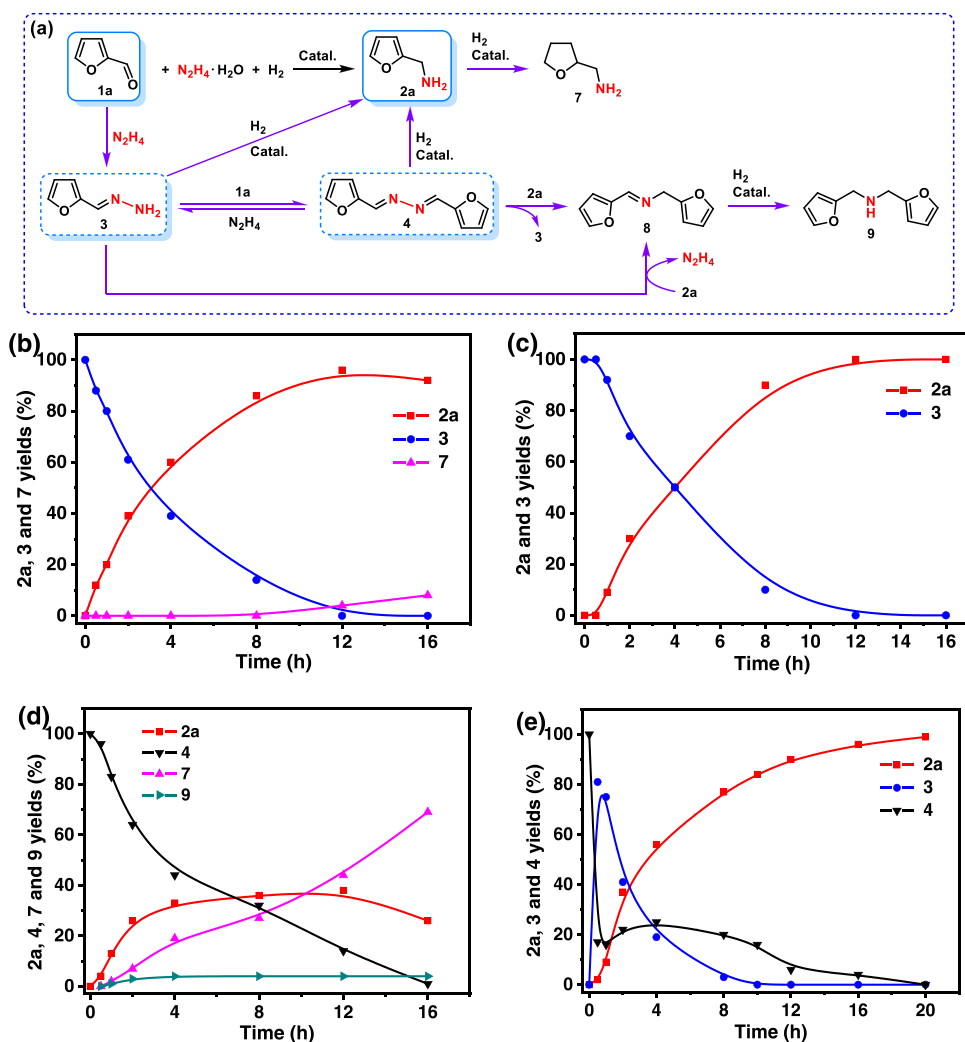 (a)
1a
+ N₂H₄·H₂O + H₂
Catal.
NH₂
2a
H₂
Catal.
O
NH₂
7
N₂H₄
H₂
Catal.
H₂
Catal.
O
N
NH₂
3
1a
N₂H₄
O
N
N
O
4
2a
3
O
N
O
8
H₂
Catal.
O
N
H
O
9
N₂H₄
2a
(b)
2a, 3 and 7 yields (%)
100
80
60
40
20
0
0 4 8 12 16
Time (h)
2a
3
7
(c)
2a and 3 yields (%)
100
80
60
40
20
0
0 2 4 6 8 10 12 14 16
Time (h)
2a
3
(d)
2a, 4, 7 and 9 yields (%)
100
80
60
40
20
0
0 4 8 12 16
Time (h)
2a
4
7
9
(e)
2a, 3 and 4 yields (%)
100
80
60
40
20
0
0 4 8 12 16 20
Time (h)
2a
3
4